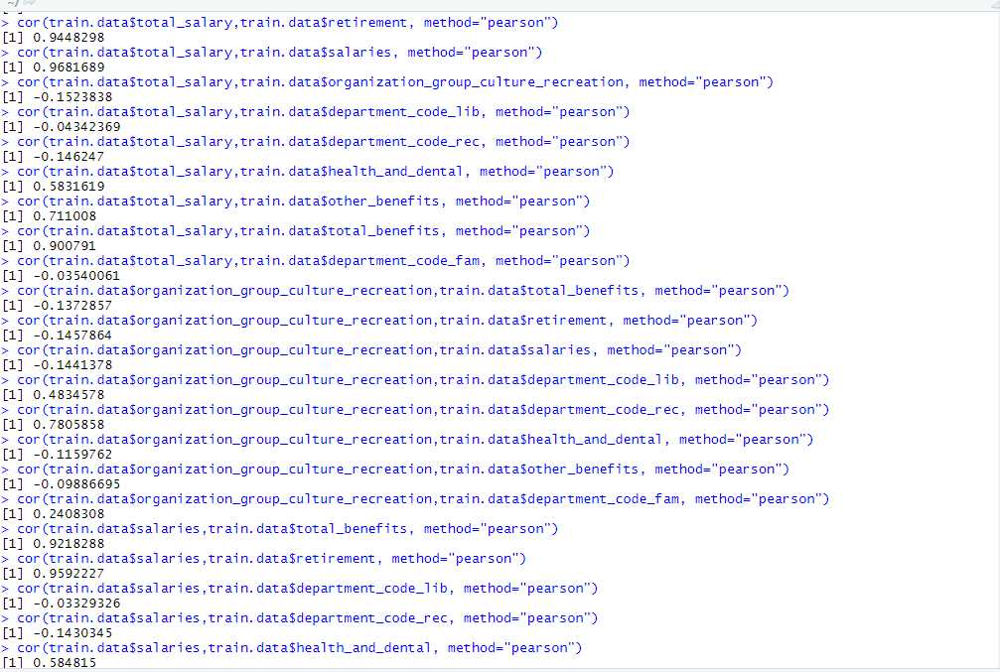 ~/
> cor(train.data$total_salary,train.data$retirement, method="pearson")
[1] 0.9448298
> cor(train.data$total_salary,train.data$salaries, method="pearson")
[1] 0.9681689
> cor(train.data$total_salary,train.data$organization_group_culture_recreation, method="pearson")
[1] -0.1523838
> cor(train.data$total_salary,train.data$department_code_lib, method="pearson")
[1] -0.04342369
> cor(train.data$total_salary,train.data$department_code_rec, method="pearson")
[1] -0.146247
> cor(train.data$total_salary,train.data$health_and_dental, method="pearson")
[1] 0.5831619
> cor(train.data$total_salary,train.data$other_benefits, method="pearson")
[1] 0.711008
> cor(train.data$total_salary,train.data$total_benefits, method="pearson")
[1] 0.900791
> cor(train.data$total_salary,train.data$department_code_fam, method="pearson")
[1] -0.03540061
> cor(train.data$organization_group_culture_recreation,train.data$total_benefits, method="pearson")
[1] -0.1372857
> cor(train.data$organization_group_culture_recreation,train.data$retirement, method="pearson")
[1] -0.1457864
> cor(train.data$organization_group_culture_recreation,train.data$salaries, method="pearson")
[1] -0.1441378
> cor(train.data$organization_group_culture_recreation,train.data$department_code_lib, method="pearson")
[1] 0.4834578
> cor(train.data$organization_group_culture_recreation,train.data$department_code_rec, method="pearson")
[1] 0.7805858
> cor(train.data$organization_group_culture_recreation,train.data$health_and_dental, method="pearson")
[1] -0.1159762
> cor(train.data$organization_group_culture_recreation,train.data$other_benefits, method="pearson")
[1] -0.09886695
> cor(train.data$organization_group_culture_recreation,train.data$department_code_fam, method="pearson")
[1] 0.2408308
> cor(train.data$salaries,train.data$total_benefits, method="pearson")
[1] 0.9218288
> cor(train.data$salaries,train.data$retirement, method="pearson")
[1] 0.9592227
> cor(train.data$salaries,train.data$department_code_lib, method="pearson")
[1] -0.03329326
> cor(train.data$salaries,train.data$department_code_rec, method="pearson")
[1] -0.1430345
> cor(train.data$salaries,train.data$health_and_dental, method="pearson")
[1] 0.584815